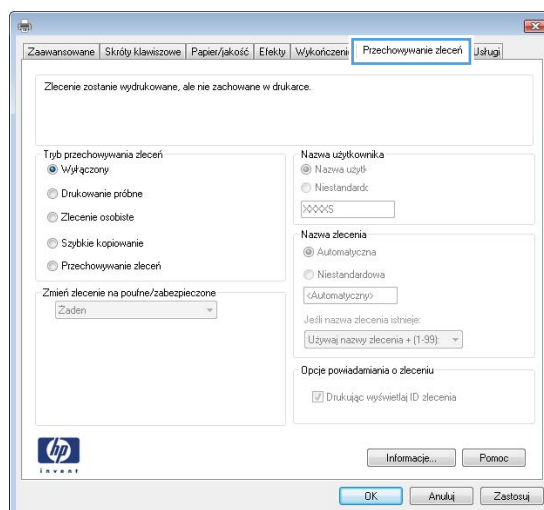 Zaawansowane Skróty klawiszowe Papier/jakość Efekty Wykończeni Przechowywanie zleceń Usługi
Zlecenie zostanie wydrukowane, ale nie zachowane w drukarce.
Tryb przechowywania zleceń
Wyłączony
Drukowanie próbne
Zlecenie osobiste
Szybkie kopiowanie
Przechowywanie zleceń
Zmień zlecenie na poufne/zabezpieczone
Żaden
Nazwa użytkownika
Nazwa użytk
Niestandardc
XXXXS
Nazwa zlecenia
Automatyczna
Niestandardowa
<Automatyczny>
Jeśli nazwa zlecenia istnieje:
Używaj nazwy zlecenia + (1-99):
Opcje powiadamiania o zleceniu
Drukując wyświetlaj ID zlecenia
hp
invent
Informacje... Pomoc
OK Anuluj Zastosuj